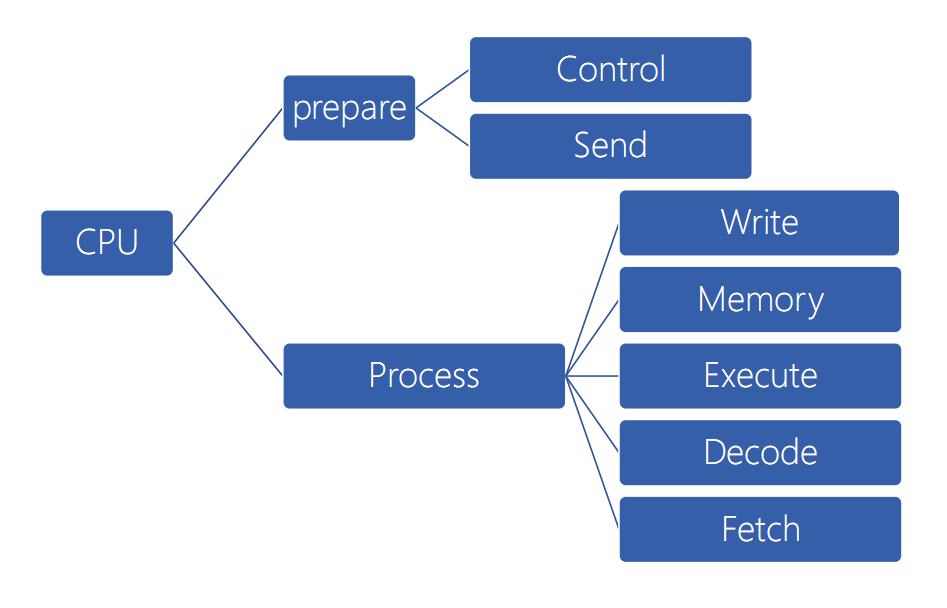 CPU
prepare
Control
Send
Process
Write
Memory
Execute
Decode
Fetch